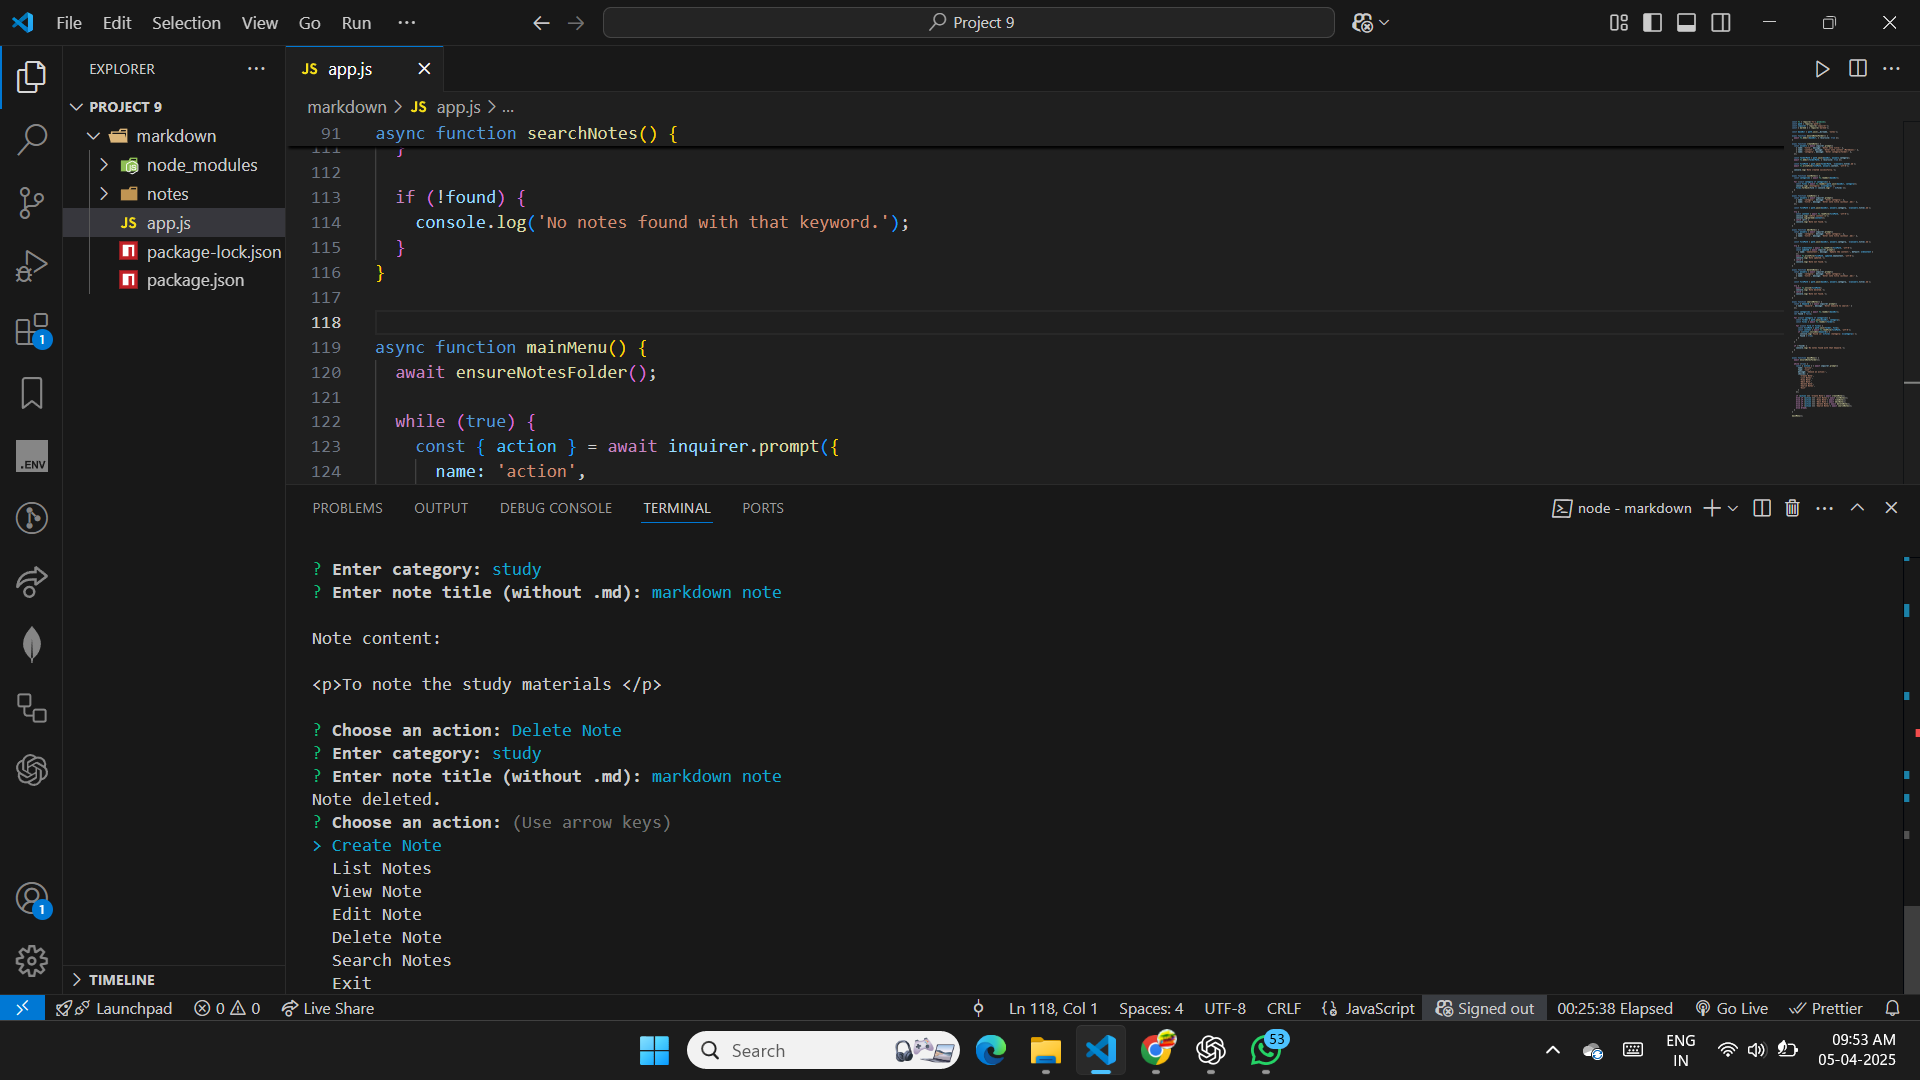 File Edit Selection View Go Run ···
Project 9
EXPLORER ···
PROJECT 9
markdown
node_modules
notes
JS app.js
package-lock.json
package.json
TIMELINE
JS app.js
markdown > JS app.js > ...
91 async function searchNotes() {
111 }
112
113 if (!found) {
114 console.log('No notes found with that keyword.');
115 }
116 }
117
118
119 async function mainMenu() {
120 await ensureNotesFolder();
121
122 while (true) {
123 const { action } = await inquirer.prompt({
124 name: 'action',
PROBLEMS OUTPUT DEBUG CONSOLE TERMINAL PORTS
node - markdown
? Enter category: study
? Enter note title (without .md): markdown note
Note content:
<p>To note the study materials </p>
? Choose an action: Delete Note
? Enter category: study
? Enter note title (without .md): markdown note
Note deleted.
? Choose an action: (Use arrow keys)
> Create Note
List Notes
View Note
Edit Note
Delete Note
Search Notes
Exit
.ENV
1
1
Launchpad 0 0 Live Share
Ln 118, Col 1 Spaces: 4 UTF-8 CRLF {} JavaScript Signed out 00:25:38 Elapsed Go Live Prettier
Search
53
ENG
IN
09:53 AM
05-04-2025